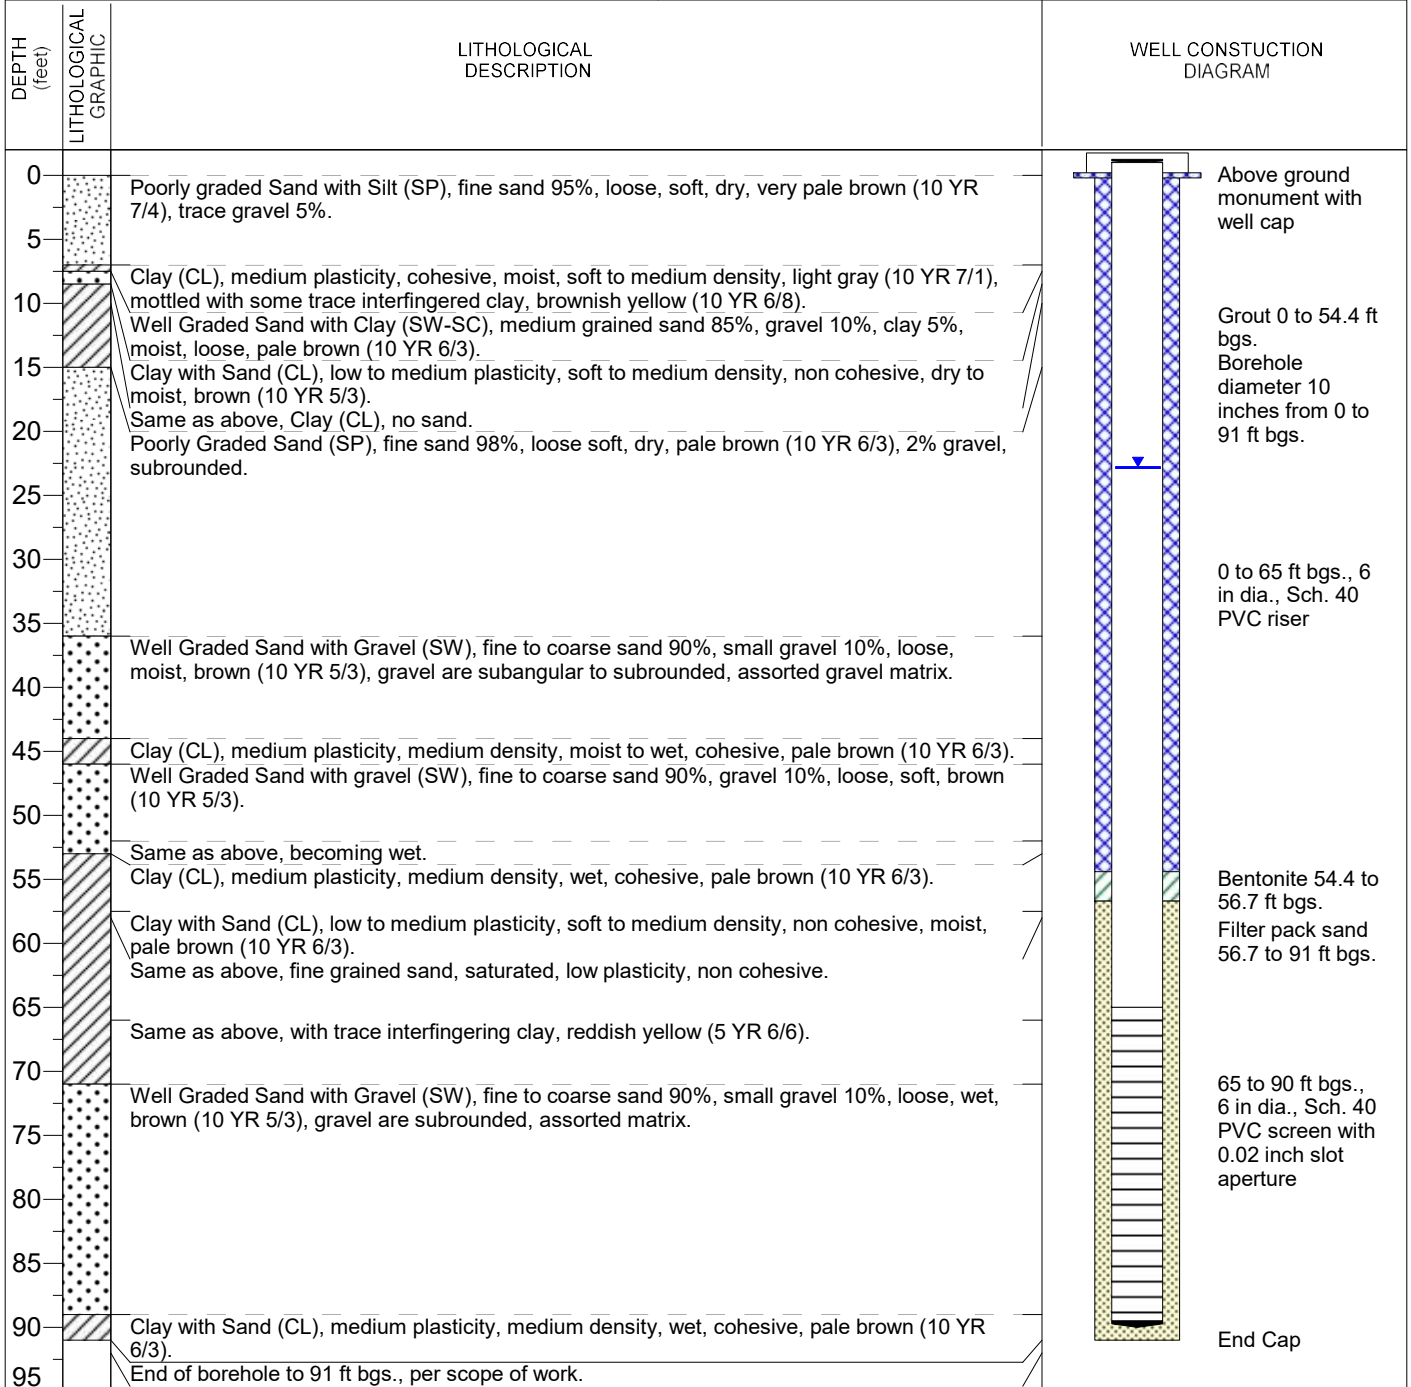 DEPTH
(feet)
LITHOLOGICAL
GRAPHIC
LITHOLOGICAL
DESCRIPTION
WELL CONSTUCTION
DIAGRAM
0
5
10
15
20
25
30
35
40
45
50
55
60
65
70
75
80
85
90
95
Poorly graded Sand with Silt (SP), fine sand 95%, loose, soft, dry, very pale brown (10 YR
7/4), trace gravel 5%.
Clay (CL), medium plasticity, cohesive, moist, soft to medium density, light gray (10 YR 7/1),
mottled with some trace interfingered clay, brownish yellow (10 YR 6/8).
Well Graded Sand with Clay (SW-SC), medium grained sand 85%, gravel 10%, clay 5%,
moist, loose, pale brown (10 YR 6/3).
Clay with Sand (CL), low to medium plasticity, soft to medium density, non cohesive, dry to
moist, brown (10 YR 5/3).
Same as above, Clay (CL), no sand.
Poorly Graded Sand (SP), fine sand 98%, loose soft, dry, pale brown (10 YR 6/3), 2% gravel,
subrounded.
Well Graded Sand with Gravel (SW), fine to coarse sand 90%, small gravel 10%, loose,
moist, brown (10 YR 5/3), gravel are subangular to subrounded, assorted gravel matrix.
Clay (CL), medium plasticity, medium density, moist to wet, cohesive, pale brown (10 YR 6/3).
Well Graded Sand with gravel (SW), fine to coarse sand 90%, gravel 10%, loose, soft, brown
(10 YR 5/3).
Same as above, becoming wet.
Clay (CL), medium plasticity, medium density, wet, cohesive, pale brown (10 YR 6/3).
Clay with Sand (CL), low to medium plasticity, soft to medium density, non cohesive, moist,
pale brown (10 YR 6/3).
Same as above, fine grained sand, saturated, low plasticity, non cohesive.
Same as above, with trace interfingering clay, reddish yellow (5 YR 6/6).
Well Graded Sand with Gravel (SW), fine to coarse sand 90%, small gravel 10%, loose, wet,
brown (10 YR 5/3), gravel are subrounded, assorted matrix.
Clay with Sand (CL), medium plasticity, medium density, wet, cohesive, pale brown (10 YR
6/3).
End of borehole to 91 ft bgs., per scope of work.
Above ground
monument with
well cap
Grout 0 to 54.4 ft
bgs.
Borehole
diameter 10
inches from 0 to
91 ft bgs.
0 to 65 ft bgs., 6
in dia., Sch. 40
PVC riser
Bentonite 54.4 to
56.7 ft bgs.
Filter pack sand
56.7 to 91 ft bgs.
65 to 90 ft bgs.,
6 in dia., Sch. 40
PVC screen with
0.02 inch slot
aperture
End Cap